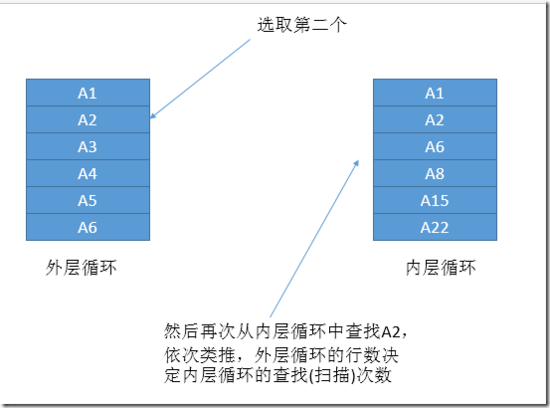 选取第二个
A1
A2
A3
A4
A5
A6
外层循环
A1
A2
A6
A8
A15
A22
内层循环
然后再次从内层循环中查找A2，
依次类推，外层循环的行数决
定内层循环的查找(扫描)次数